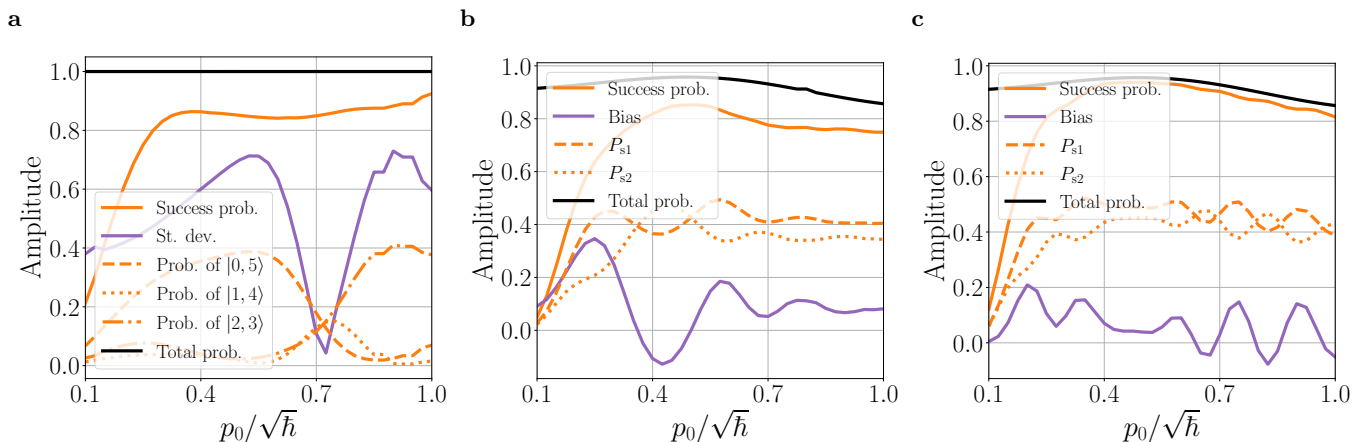 a
Amplitude
1.0
0.8
0.6
0.4
0.2
0.0
Success prob.
St. dev.
Prob. of |0, 5⟩
Prob. of |1, 4⟩
Prob. of |2, 3⟩
Total prob.
0.1 0.4 0.7 1.0
p₀/√ħ
b
Amplitude
1.0
0.8
0.6
0.4
0.2
0.0
Success prob.
Bias
Pₛ₁
Pₛ₂
Total prob.
0.1 0.4 0.7 1.0
p₀/√ħ
c
Amplitude
1.0
0.8
0.6
0.4
0.2
0.0
Success prob.
Bias
Pₛ₁
Pₛ₂
Total prob.
0.1 0.4 0.7 1.0
p₀/√ħ